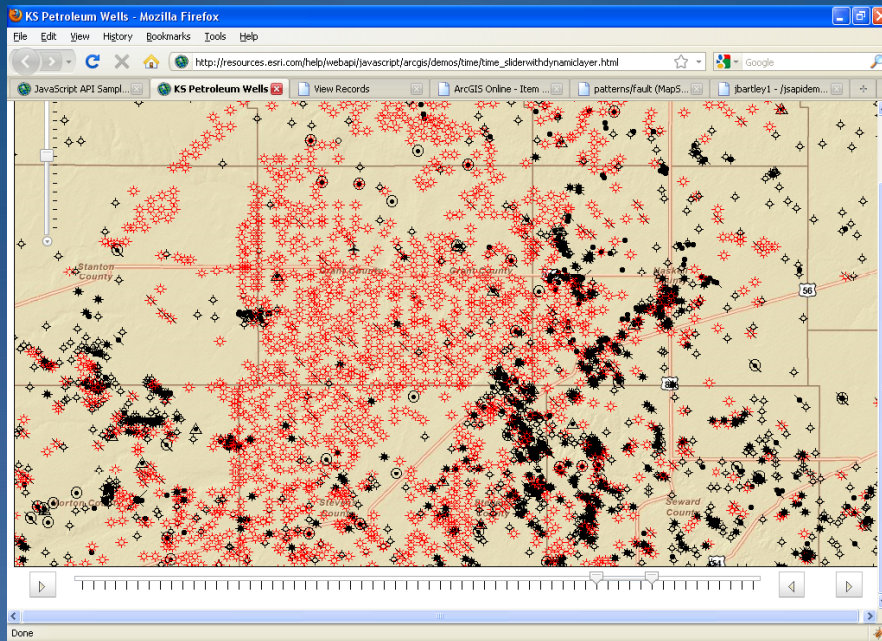 KS Petroleum Wells - Mozilla Firefox
File Edit View History Bookmarks Tools Help
http://resources.esri.com/help/webapi/javascript/arcgis/demos/time/time_sliderwithdynamiclayer.html
Google
JavaScript API Sampl...
KS Petroleum Wells
View Records
ArcGIS Online - Item ...
patterns/fault (MapS...
jbartley1 - /jsapidem...
Stanton
County
Grant County
Grant County
56
Seward
County
Done